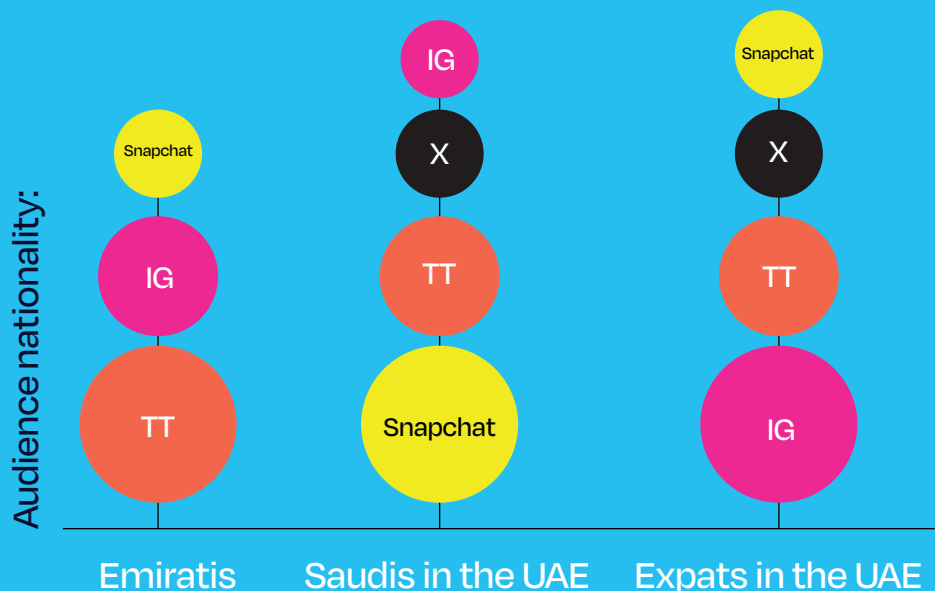 Audience nationality:
Snapchat
IG
TT
Emiratis
IG
X
TT
Snapchat
Saudis in the UAE
Snapchat
X
TT
IG
Expats in the UAE